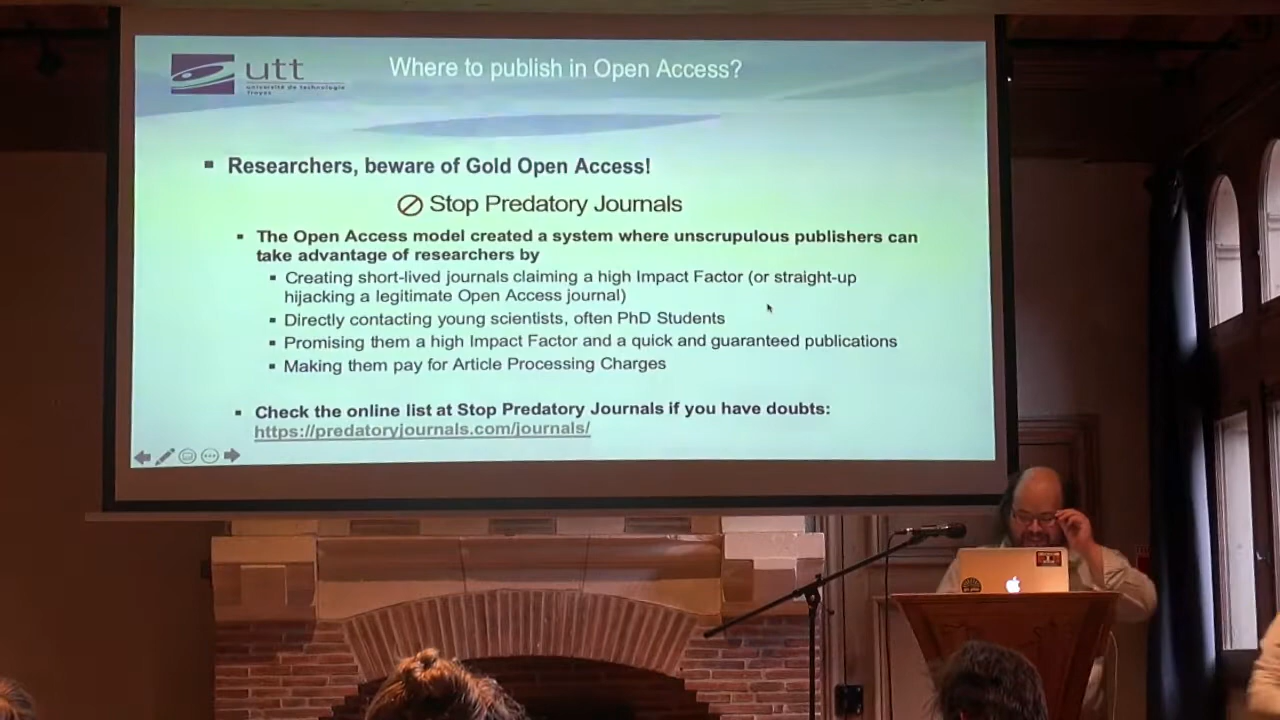 utt
université de technologie
Troyes
Where to publish in Open Access?
Researchers, beware of Gold Open Access!
Stop Predatory Journals
The Open Access model created a system where unscrupulous publishers can
take advantage of researchers by
Creating short-lived journals claiming a high Impact Factor (or straight-up
hijacking a legitimate Open Access journal)
Directly contacting young scientists, often PhD Students
Promising them a high Impact Factor and a quick and guaranteed publications
Making them pay for Article Processing Charges
Check the online list at Stop Predatory Journals if you have doubts:
https://predatoryjournals.com/journals/